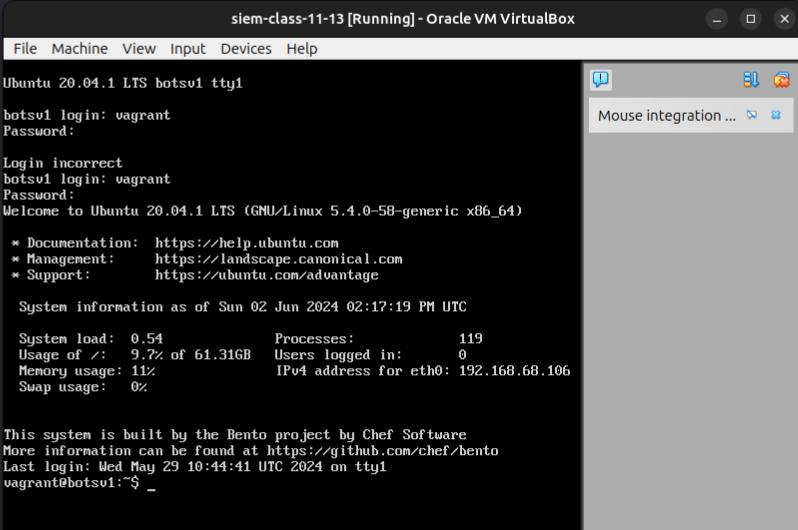 siem-class-11-13 [Running] - Oracle VM VirtualBox
File Machine View Input Devices Help
Ubuntu 20.04.1 LTS botsv1 tty1
botsv1 login: vagrant
Password:
Login incorrect
botsv1 login: vagrant
Password:
Welcome to Ubuntu 20.04.1 LTS (GNU/Linux 5.4.0-58-generic x86_64)
* Documentation: https://help.ubuntu.com
* Management: https://landscape.canonical.com
* Support: https://ubuntu.com/advantage
System information as of Sun 02 Jun 2024 02:17:19 PM UTC
System load: 0.54 Processes: 119
Usage of /: 9.7% of 61.31GB Users logged in: 0
Memory usage: 11% IPv4 address for eth0: 192.168.68.106
Swap usage: 0%
This system is built by the Bento project by Chef Software
More information can be found at https://github.com/chef/bento
Last login: Wed May 29 10:44:41 UTC 2024 on tty1
vagrant@botsv1:~$ _
Mouse integration ...